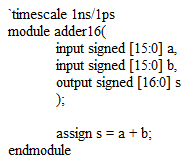 `timescale 1ns/1ps
module adder16(
input signed [15:0] a,
input signed [15:0] b,
output signed [16:0] s
);
assign s = a + b;
endmodule